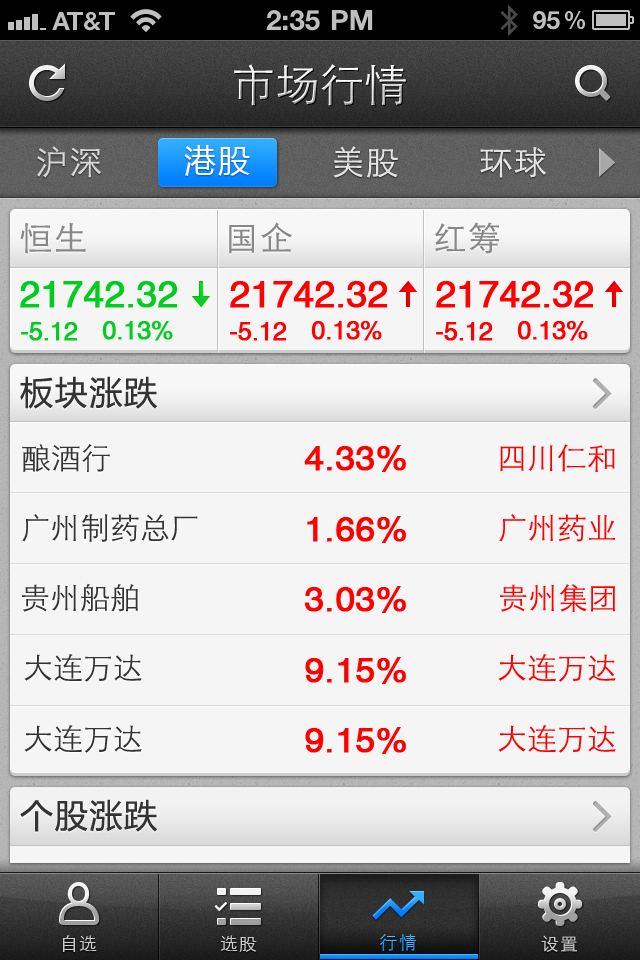 AT&T 2:35 PM 95%
市场行情
沪深 港股 美股 环球
恒生 国企 红筹
21742.32 21742.32 21742.32
-5.12 0.13% -5.12 0.13% -5.12 0.13%
板块涨跌
酿酒行 4.33% 四川仁和
广州制药总厂 1.66% 广州药业
贵州船舶 3.03% 贵州集团
大连万达 9.15% 大连万达
大连万达 9.15% 大连万达
个股涨跌
自选 选股 行情 设置